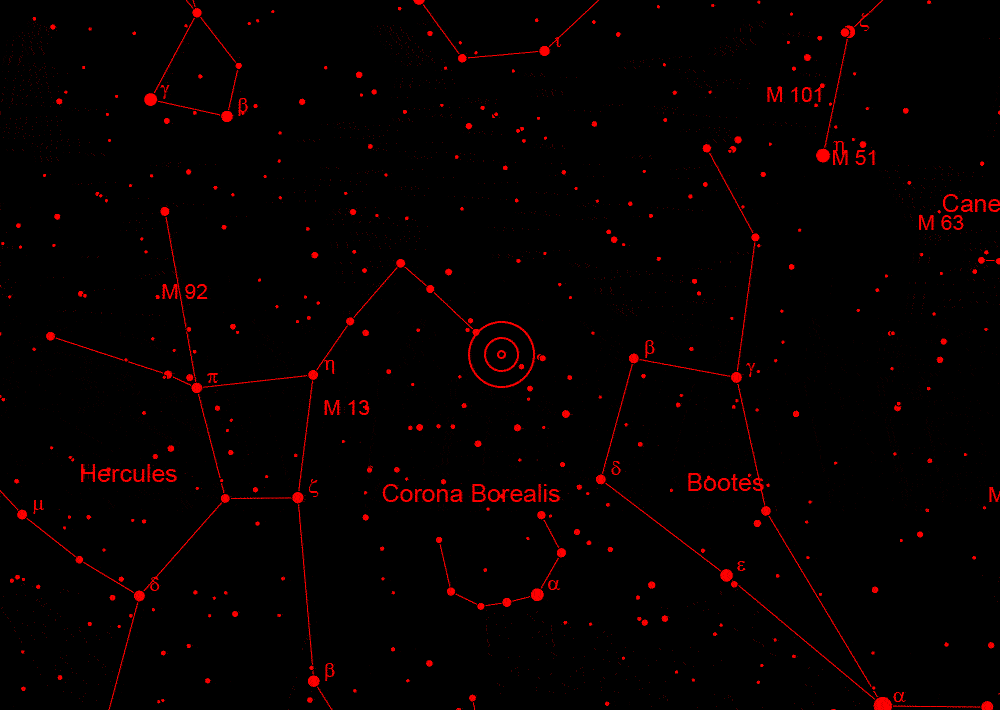 ι
ζ
γ
β
M 101
η
M 51
Cane
M 63
M 92
β
π
η
γ
M 13
Hercules
δ
Bootes
Corona Borealis
ζ
M
μ
ε
δ
α
β
α